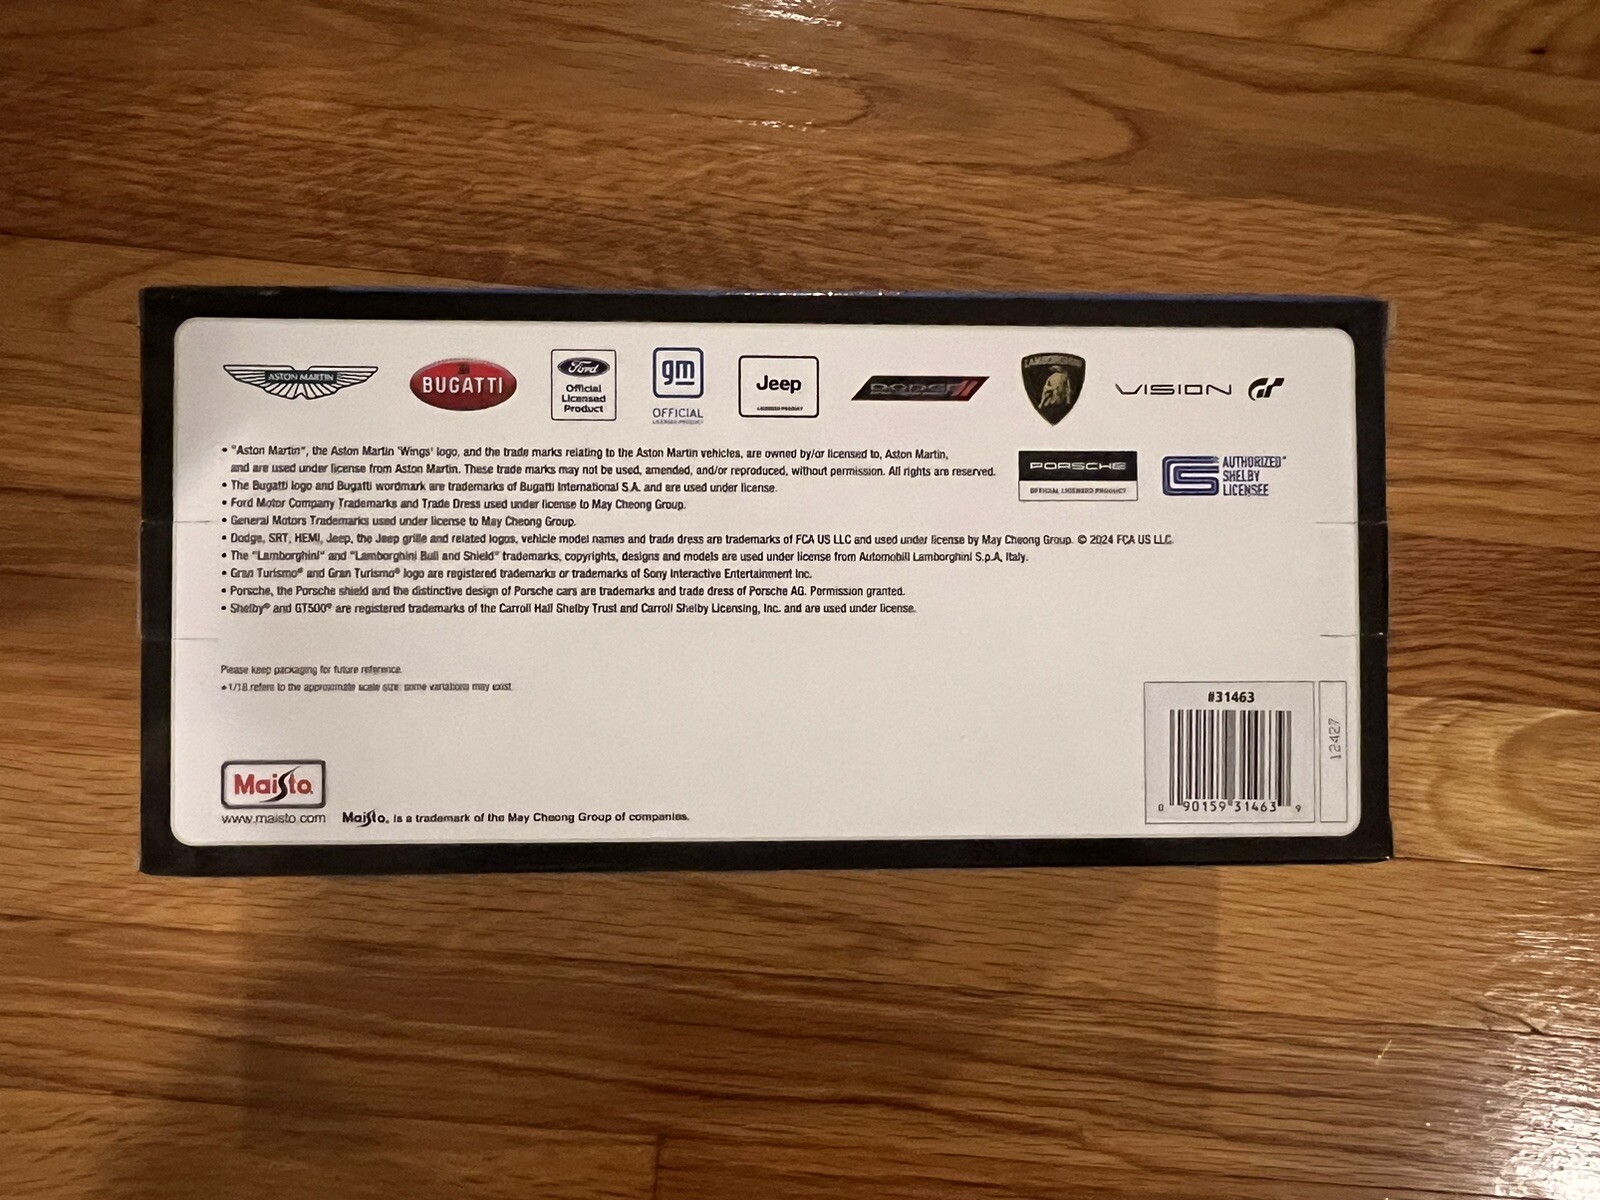 ASTON MARTIN
BUGATTI
Ford
Official
Licensed
Product
gm
OFFICIAL
LICENSED PRODUCT
Jeep
LICENSED PRODUCT
DODGE
LAMBORGHINI
VISION GT
• "Aston Martin", the Aston Martin 'Wings' logo, and the trade marks relating to the Aston Martin vehicles, are owned by/or licensed to, Aston Martin,
and are used under license from Aston Martin. These trade marks may not be used, amended, and/or reproduced, without permission. All rights are reserved.
• The Bugatti logo and Bugatti wordmark are trademarks of Bugatti International S.A. and are used under license.
• Ford Motor Company Trademarks and Trade Dress used under license to May Cheong Group.
• General Motors Trademarks used under license to May Cheong Group.
• Dodge, SRT, HEMI, Jeep, the Jeep grille and related logos, vehicle model names and trade dress are trademarks of FCA US LLC and used under license by May Cheong Group. © 2024 FCA US LLC.
• The "Lamborghini" and "Lamborghini Bull and Shield" trademarks, copyrights, designs and models are used under license from Automobili Lamborghini S.p.A, Italy.
• Gran Turismo® and Gran Turismo® logo are registered trademarks or trademarks of Sony Interactive Entertainment Inc.
• Porsche, the Porsche shield and the distinctive design of Porsche cars are trademarks and trade dress of Porsche AG. Permission granted.
• Shelby® and GT500® are registered trademarks of the Carroll Hall Shelby Trust and Carroll Shelby Licensing, Inc. and are used under license.
PORSCHE
OFFICIAL LICENSED PRODUCT
CS
AUTHORIZED™
SHELBY
LICENSEE
Please keep packaging for future reference.
• 1/18 refers to the approximate scale size, some variations may exist.
Maisto
www.maisto.com
Maisto. is a trademark of the May Cheong Group of companies.
#31463
0 90159 31463 9
12427